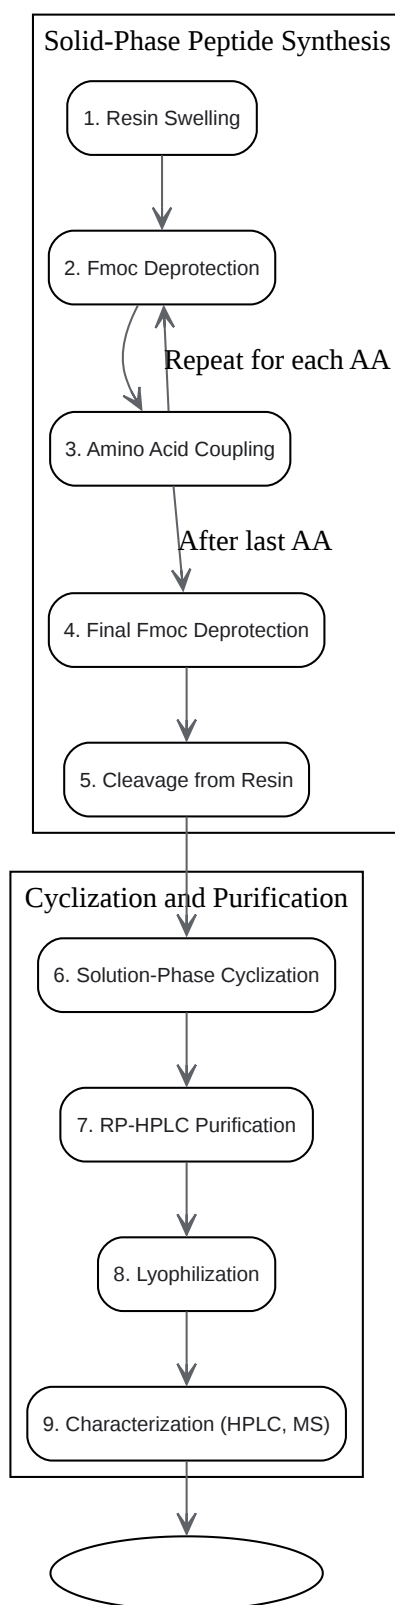 Solid-Phase Peptide Synthesis
1. Resin Swelling
2. Fmoc Deprotection
Repeat for each AA
3. Amino Acid Coupling
After last AA
4. Final Fmoc Deprotection
5. Cleavage from Resin
Cyclization and Purification
6. Solution-Phase Cyclization
7. RP-HPLC Purification
8. Lyophilization
9. Characterization (HPLC, MS)